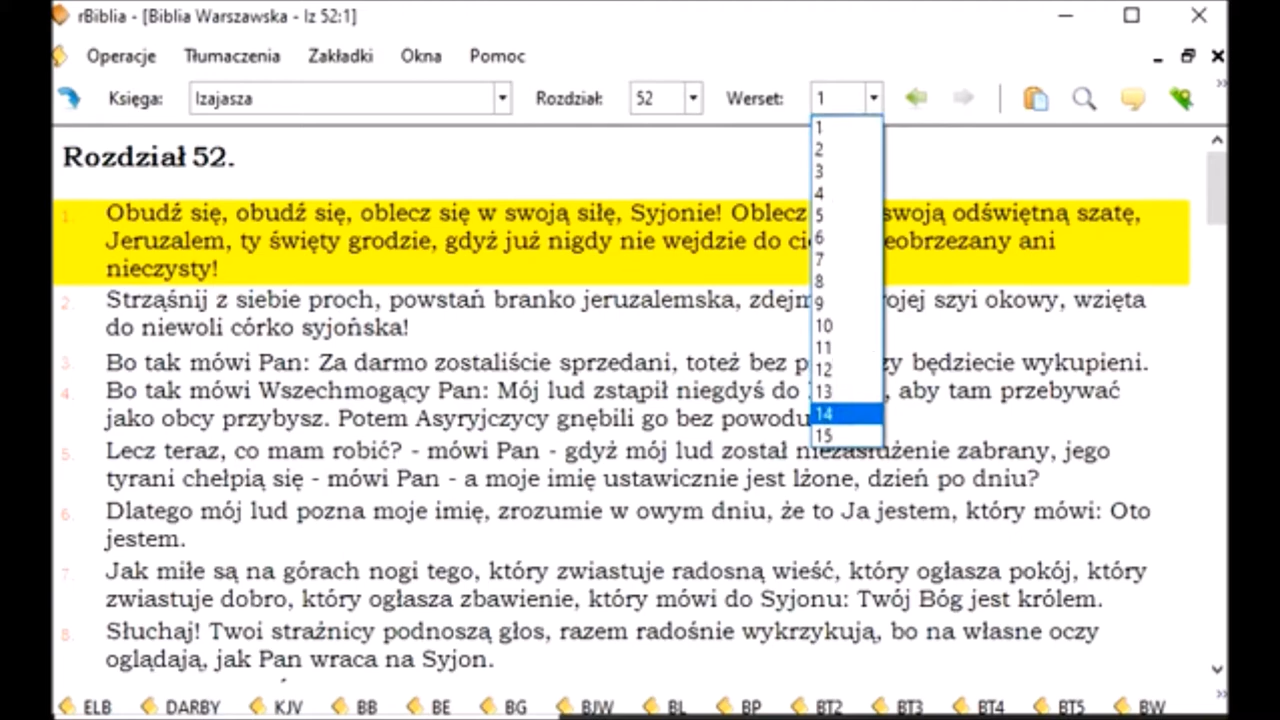 rBiblia - [Biblia Warszawska - Iz 52:1]
Operacje Tłumaczenia Zakładki Okna Pomoc
Księga: Izajasza Rozdział: 52 Werset: 1
1
2
3
4
5
6
7
8
9
10
11
12
13
14
15
Rozdział 52.
1. Obudź się, obudź się, oblecz się w swoją siłę, Syjonie! Oblecz swoją odświętną szatę,
Jeruzalem, ty święty grodzie, gdyż już nigdy nie wejdzie do ani
nieczysty!
2. Strząśnij z siebie proch, powstań branko jeruzalemska, szyi okowy, wzięta
do niewoli córko syjońska!
3. Bo tak mówi Pan: Za darmo zostaliście sprzedani, toteż bez będziecie wykupieni.
4. Bo tak mówi Wszechmogący Pan: Mój lud zstąpił niegdyś do , aby tam przebywać
jako obcy przybysz. Potem Asyryjczycy gnębili go bez powodu
5. Lecz teraz, co mam robić? - mówi Pan - gdyż mój lud został niezasłużenie zabrany, jego
tyrani chełpią się - mówi Pan - a moje imię ustawicznie jest lżone, dzień po dniu?
6. Dlatego mój lud pozna moje imię, zrozumie w owym dniu, że to Ja jestem, który mówi: Oto
jestem.
7. Jak miłe są na górach nogi tego, który zwiastuje radosną wieść, który ogłasza pokój, który
zwiastuje dobro, który ogłasza zbawienie, który mówi do Syjonu: Twój Bóg jest królem.
8. Słuchaj! Twoi strażnicy podnoszą głos, razem radośnie wykrzykują, bo na własne oczy
oglądają, jak Pan wraca na Syjon.
ELB DARBY KJV BB BE BG BJW BL BP BT2 BT3 BT4 BT5 BW